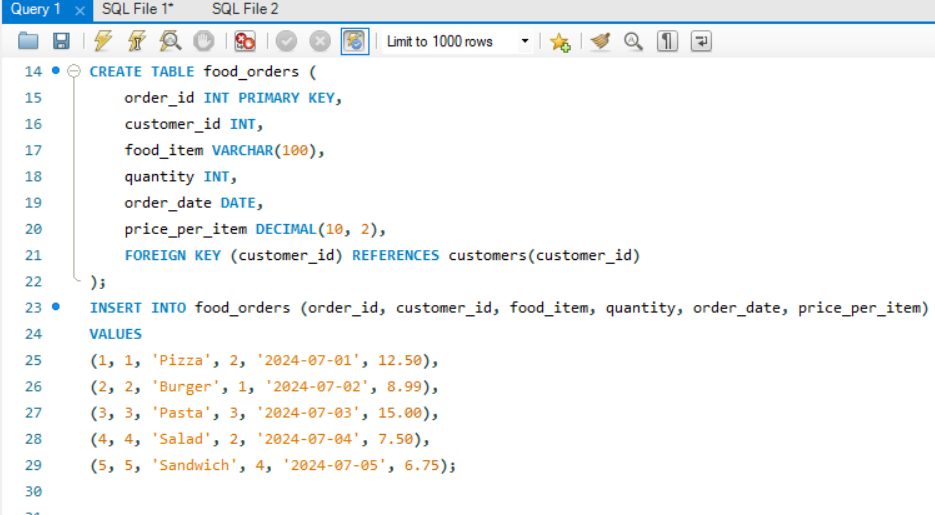 Query 1 SQL File 1* SQL File 2
Limit to 1000 rows
14 CREATE TABLE food_orders (
15 order_id INT PRIMARY KEY,
16 customer_id INT,
17 food_item VARCHAR(100),
18 quantity INT,
19 order_date DATE,
20 price_per_item DECIMAL(10, 2),
21 FOREIGN KEY (customer_id) REFERENCES customers(customer_id)
22 );
23 INSERT INTO food_orders (order_id, customer_id, food_item, quantity, order_date, price_per_item)
24 VALUES
25 (1, 1, 'Pizza', 2, '2024-07-01', 12.50),
26 (2, 2, 'Burger', 1, '2024-07-02', 8.99),
27 (3, 3, 'Pasta', 3, '2024-07-03', 15.00),
28 (4, 4, 'Salad', 2, '2024-07-04', 7.50),
29 (5, 5, 'Sandwich', 4, '2024-07-05', 6.75);
30